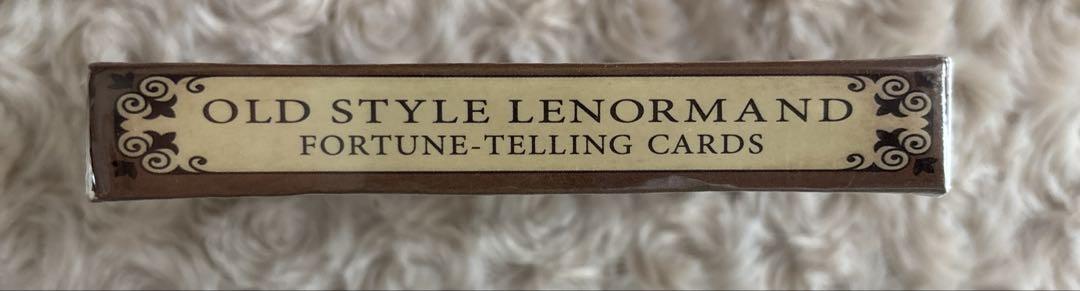 OLD STYLE LENORMAND
FORTUNE-TELLING CARDS